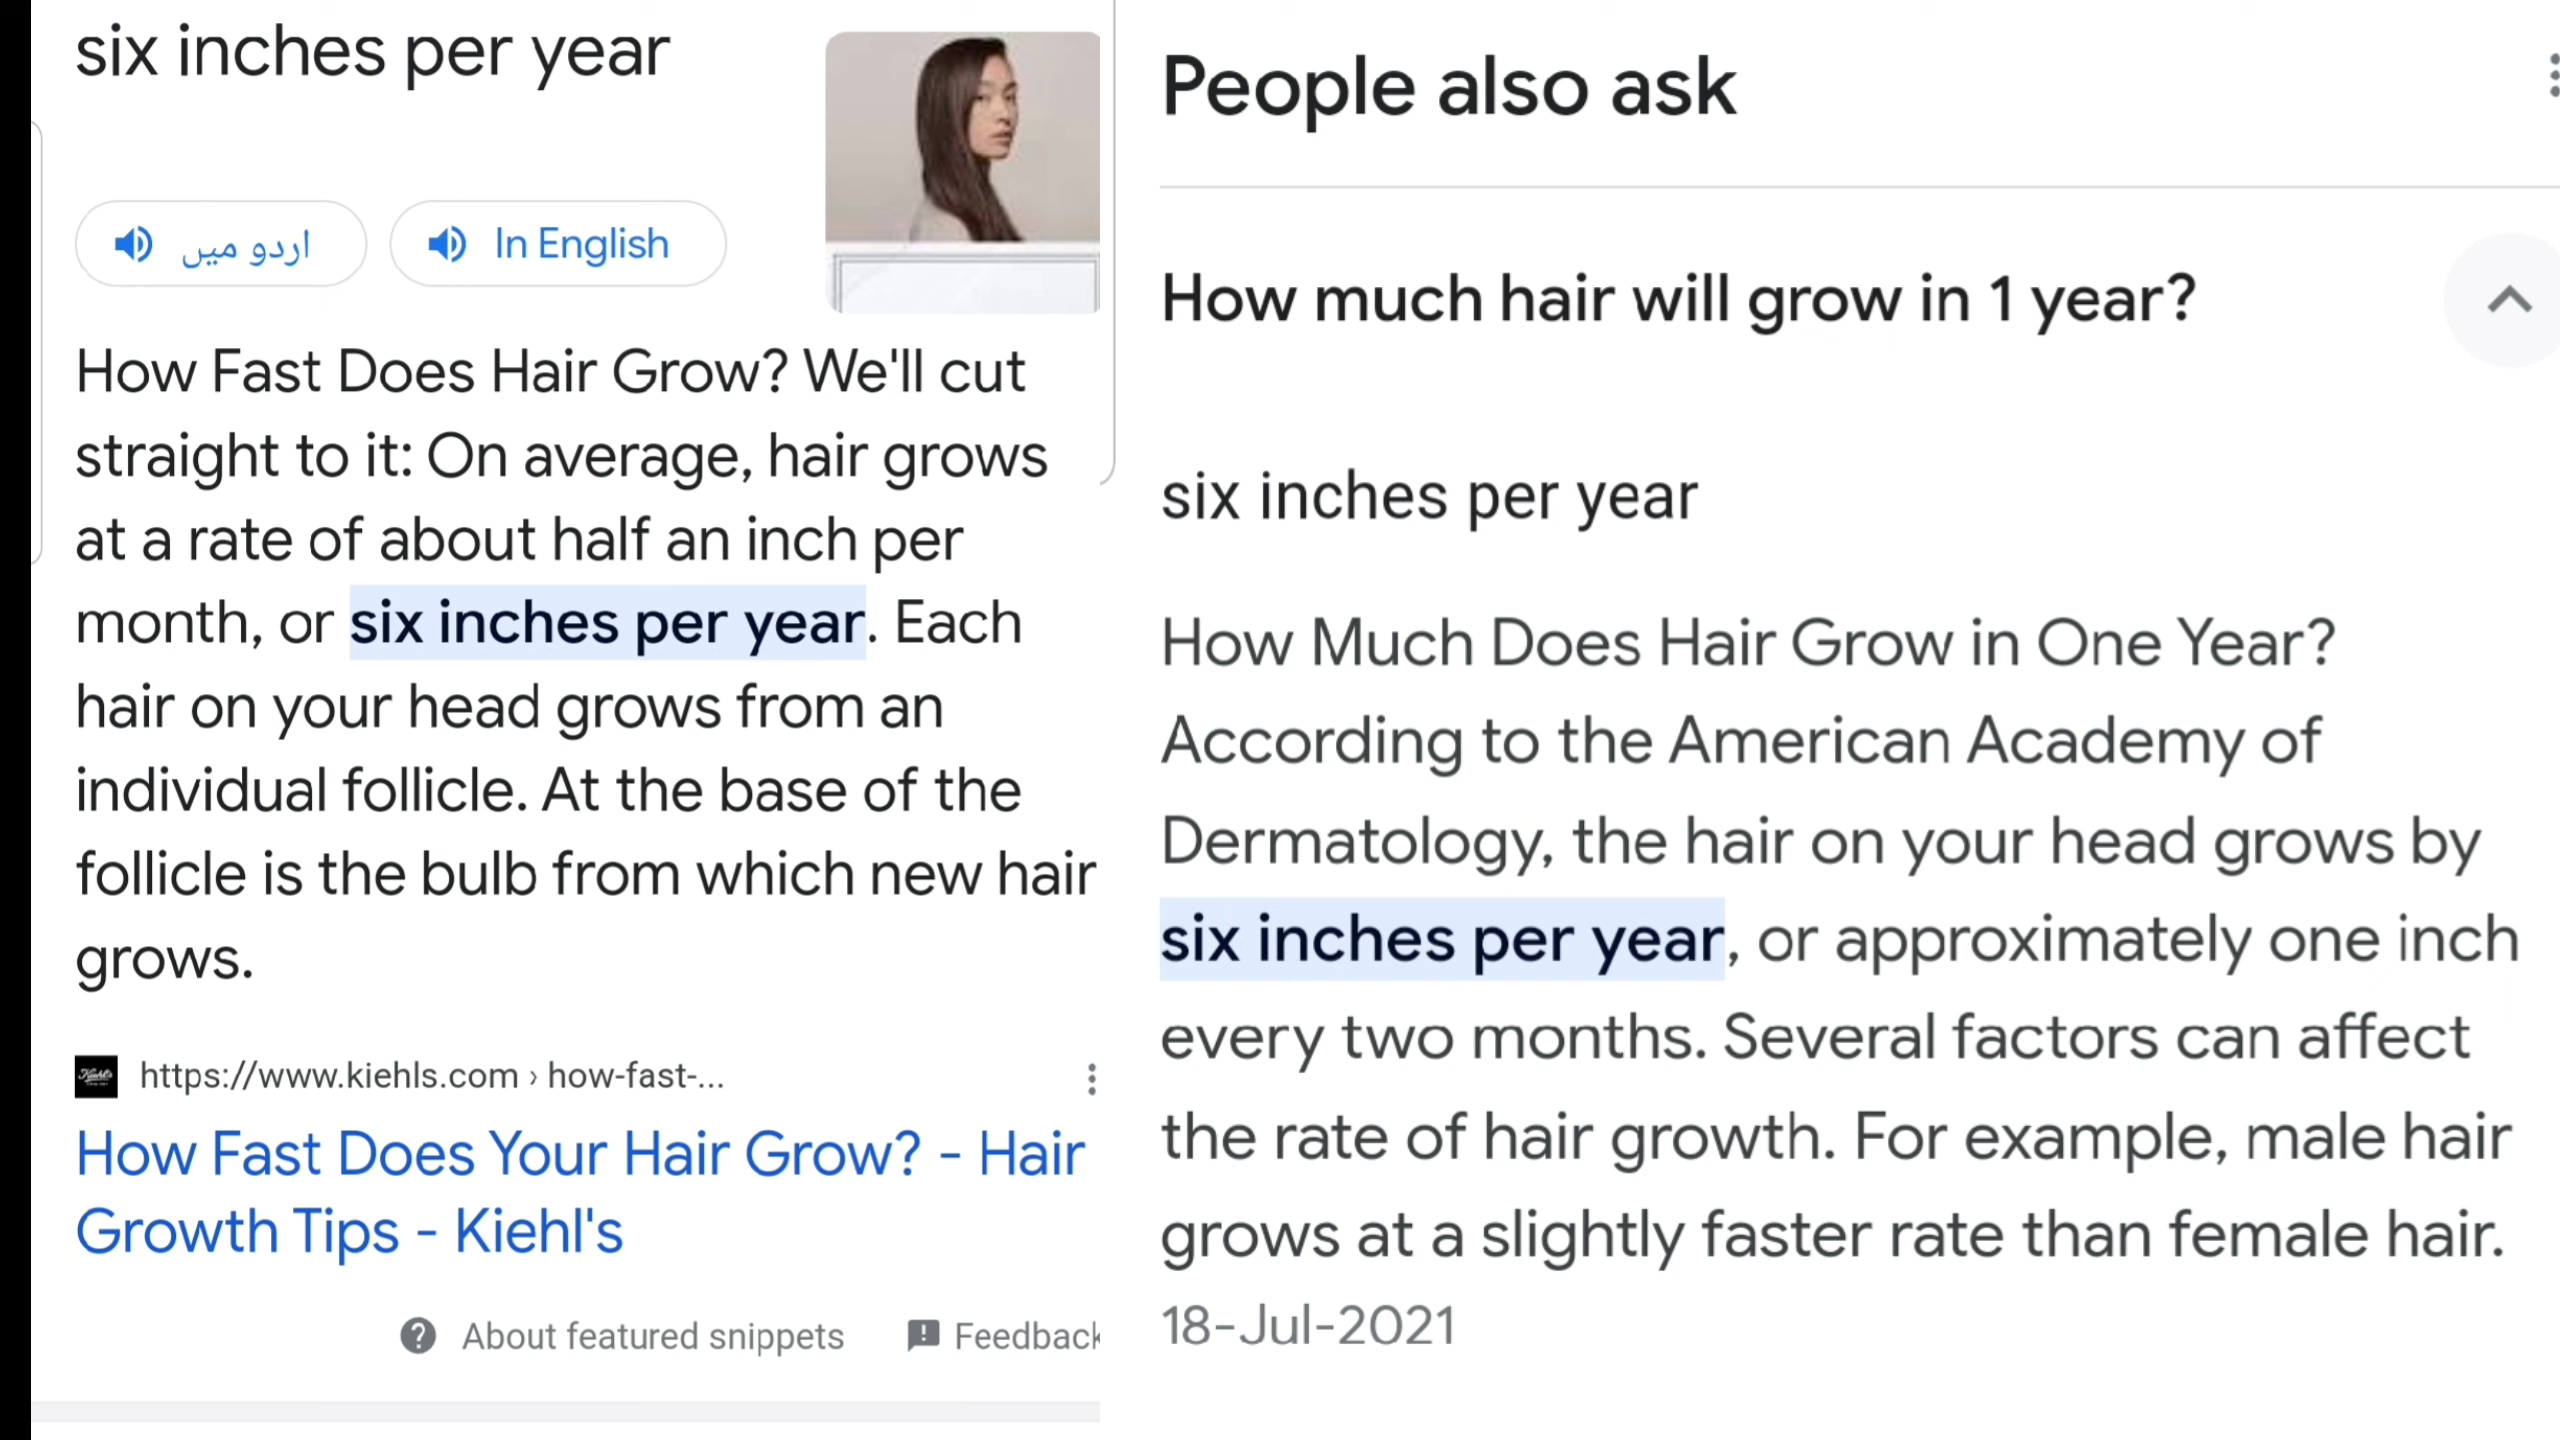 six inches per year
اردو میں
In English
How Fast Does Hair Grow? We'll cut
straight to it: On average, hair grows
at a rate of about half an inch per
month, or six inches per year. Each
hair on your head grows from an
individual follicle. At the base of the
follicle is the bulb from which new hair
grows.
Kiehl's
https://www.kiehls.com › how-fast-...
How Fast Does Your Hair Grow? - Hair
Growth Tips - Kiehl's
About featured snippets
Feedback
People also ask
How much hair will grow in 1 year?
six inches per year
How Much Does Hair Grow in One Year?
According to the American Academy of
Dermatology, the hair on your head grows by
six inches per year, or approximately one inch
every two months. Several factors can affect
the rate of hair growth. For example, male hair
grows at a slightly faster rate than female hair.
18-Jul-2021